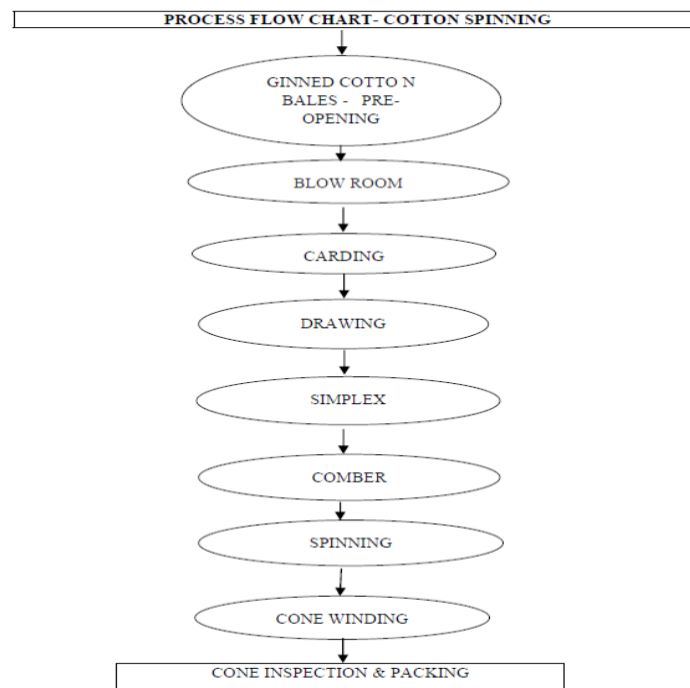 PROCESS FLOW CHART- COTTON SPINNING
GINNED COTTO N
BALES - PRE-
OPENING
BLOW ROOM
CARDING
DRAWING
SIMPLEX
COMBER
SPINNING
CONE WINDING
CONE INSPECTION & PACKING